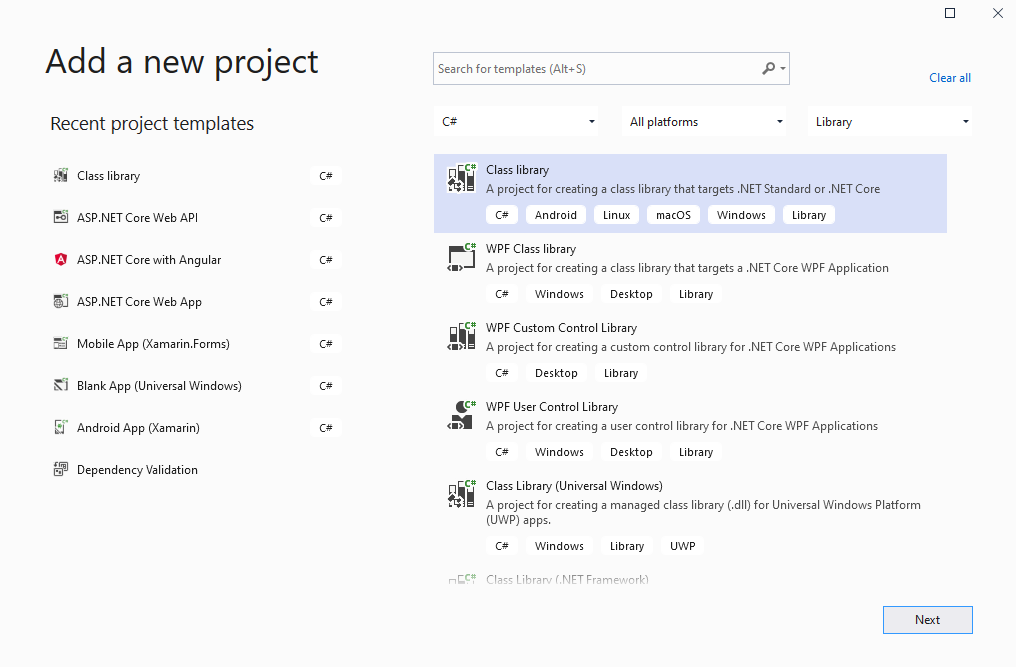 Add a new project
Search for templates (Alt+S)
Clear all
Recent project templates
C#
All platforms
Library
Class library
C#
ASP.NET Core Web API
C#
ASP.NET Core with Angular
C#
ASP.NET Core Web App
C#
Mobile App (Xamarin.Forms)
C#
Blank App (Universal Windows)
C#
Android App (Xamarin)
C#
Dependency Validation
Class library
A project for creating a class library that targets .NET Standard or .NET Core
C# Android Linux macOS Windows Library
WPF Class library
A project for creating a class library that targets a .NET Core WPF Application
C# Windows Desktop Library
WPF Custom Control Library
A project for creating a custom control library for .NET Core WPF Applications
C# Desktop Library
WPF User Control Library
A project for creating a user control library for .NET Core WPF Applications
C# Windows Desktop Library
Class Library (Universal Windows)
A project for creating a managed class library (.dll) for Universal Windows Platform
(UWP) apps.
C# Windows Library UWP
Class Library (.NET Framework)
Next